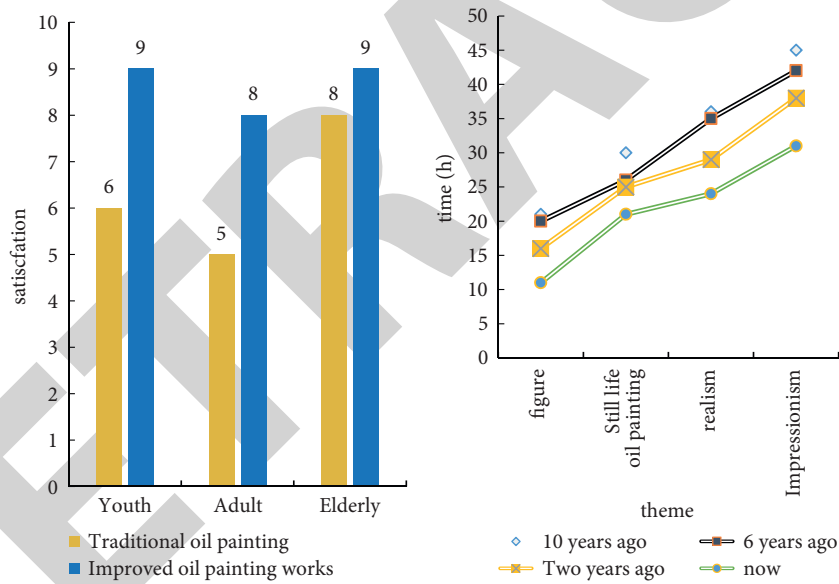 10
9
8
7
6
5
4
3
2
1
0
satiscfation
6
9
5
8
8
9
Youth
Adult
Elderly
Traditional oil painting
Improved oil painting works
50
45
40
35
30
25
20
15
10
5
0
time (h)
figure
Still life
oil painting
realism
Impressionism
theme
10 years ago
6 years ago
Two years ago
now